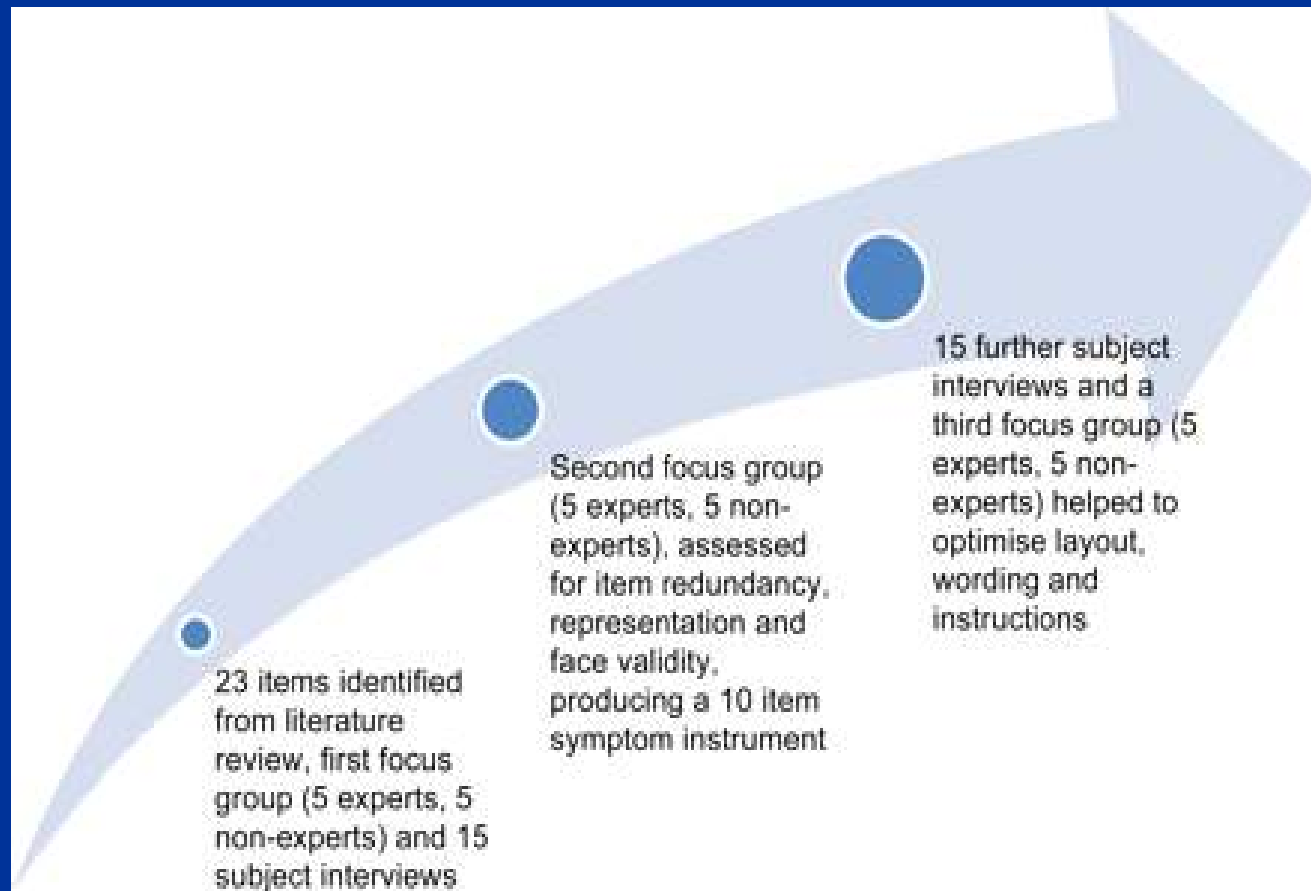 23 items identified
from literature
review, first focus
group (5 experts, 5
non-experts) and 15
subject interviews
Second focus group
(5 experts, 5 non-
experts), assessed
for item redundancy,
representation and
face validity,
producing a 10 item
symptom instrument
15 further subject
interviews and a
third focus group (5
experts, 5 non-
experts) helped to
optimise layout,
wording and
instructions